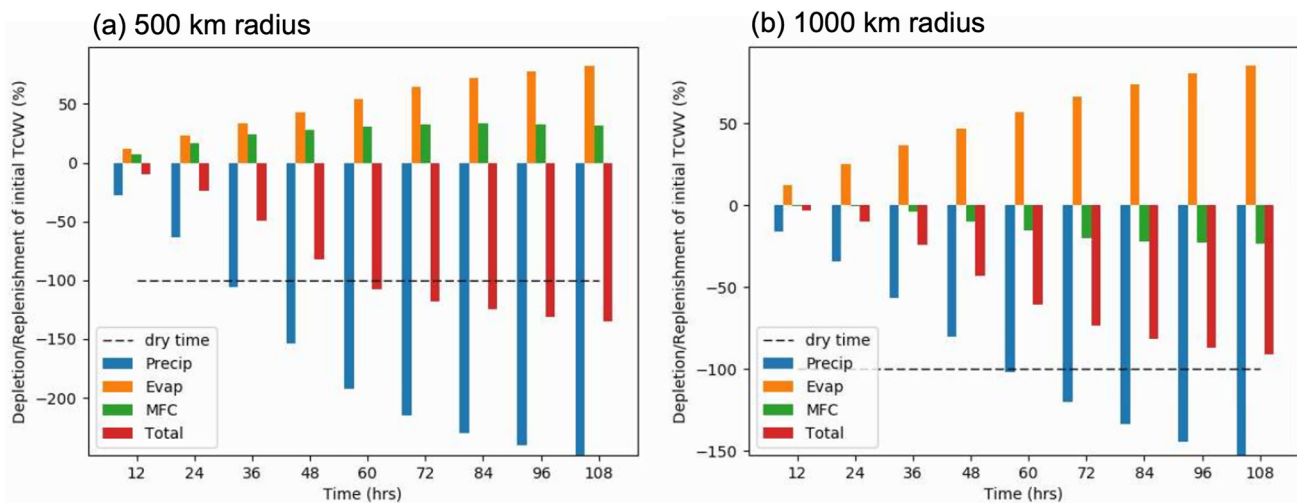 (a) 500 km radius
Depletion/Replenishment of initial TCWV (%)
50
0
−50
−100
−150
−200
dry time
Precip
Evap
MFC
Total
12 24 36 48 60 72 84 96 108
Time (hrs)
(b) 1000 km radius
Depletion/Replenishment of initial TCWV (%)
50
0
−50
−100
−150
dry time
Precip
Evap
MFC
Total
12 24 36 48 60 72 84 96 108
Time (hrs)